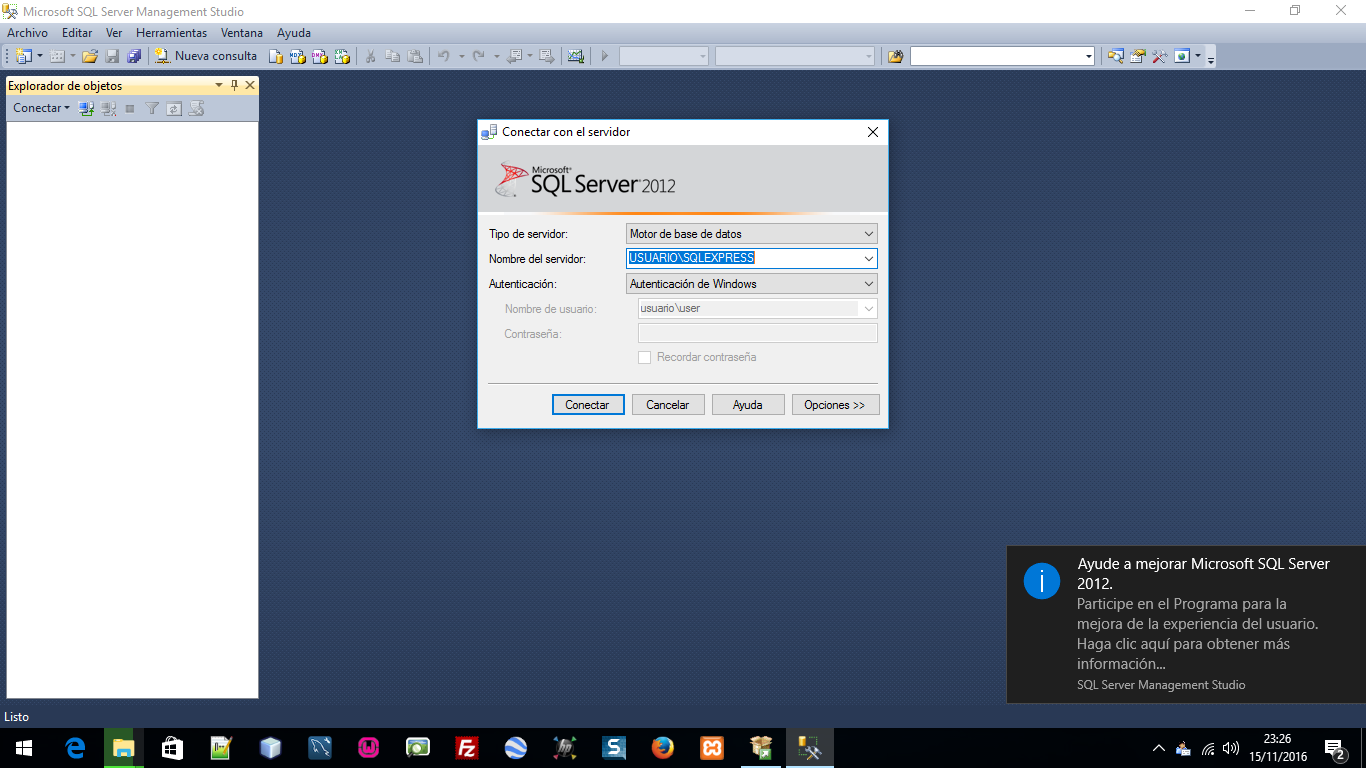 Microsoft SQL Server Management Studio
Archivo Editar Ver Herramientas Ventana Ayuda
Nueva consulta
Explorador de objetos
Conectar
Conectar con el servidor
Microsoft®
SQL Server 2012
Tipo de servidor: Motor de base de datos
Nombre del servidor: USUARIO\SQLEXPRESS
Autenticación: Autenticación de Windows
Nombre de usuario: usuario\user
Contraseña:
Recordar contraseña
Conectar Cancelar Ayuda Opciones >>
Ayude a mejorar Microsoft SQL Server
2012.
Participe en el Programa para la
mejora de la experiencia del usuario.
Haga clic aquí para obtener más
información...
SQL Server Management Studio
Listo
23:26
15/11/2016
2